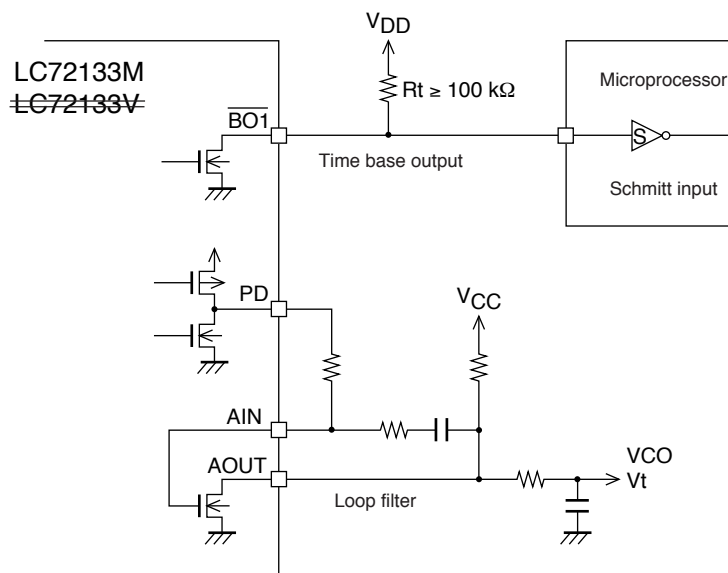 VDD
LC72133M
LC72133V
Rt ≥ 100 kΩ
Microprocessor
BO1
S
Time base output
Schmitt input
PD
VCC
AIN
AOUT
VCO
Vt
Loop filter